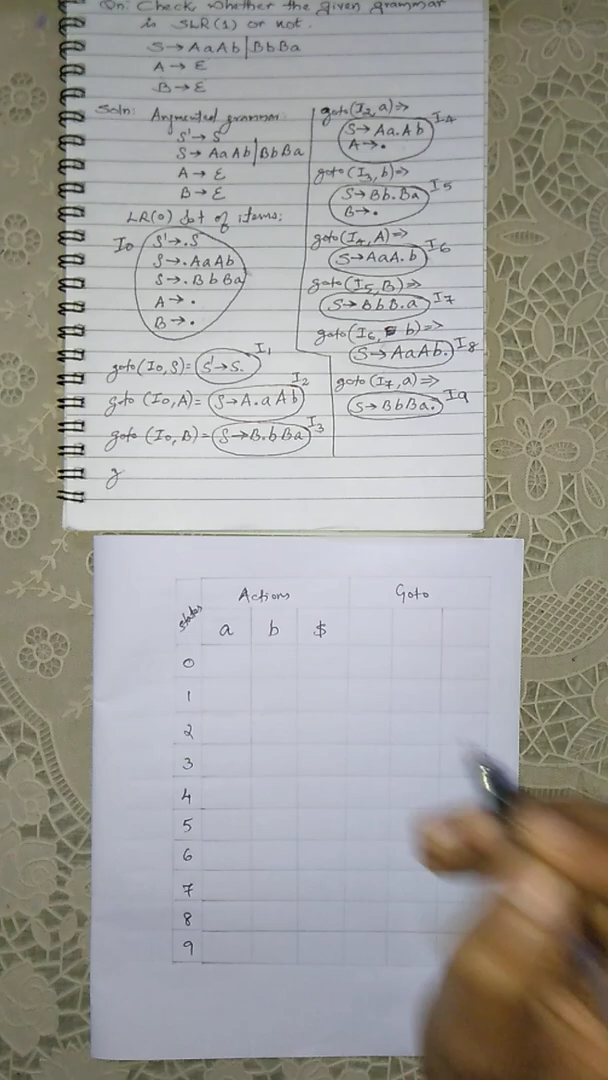 Qn: Check whether the given grammar
is SLR(1) or not.
S→AaAb|BbBa
A→ε
B→ε
Soln: Augmented grammar:
S'→S
S→AaAb|BbBa
A→ε
B→ε
LR(0) set of items:
I0
S'→.S
S→.AaAb
S→.BbBa
A→.
B→.
goto(I0,S)= S'→S. I1
goto (I0,A)= S→A.aAb I2
goto (I0,B)= S→B.bBa I3
g
goto(I2,a)=>
S→Aa.Ab I4
A→.
goto(I3,b)=>
S→Bb.Ba I5
B→.
goto(I4,A)=>
S→AaA.b I6
goto(I5,B)=>
S→BbB.a I7
goto(I6, b)=>
S→AaAb. I8
goto(I7,a)=>
S→BbBa. I9
Actions Goto
states a b $
0
1
2
3
4
5
6
7
8
9